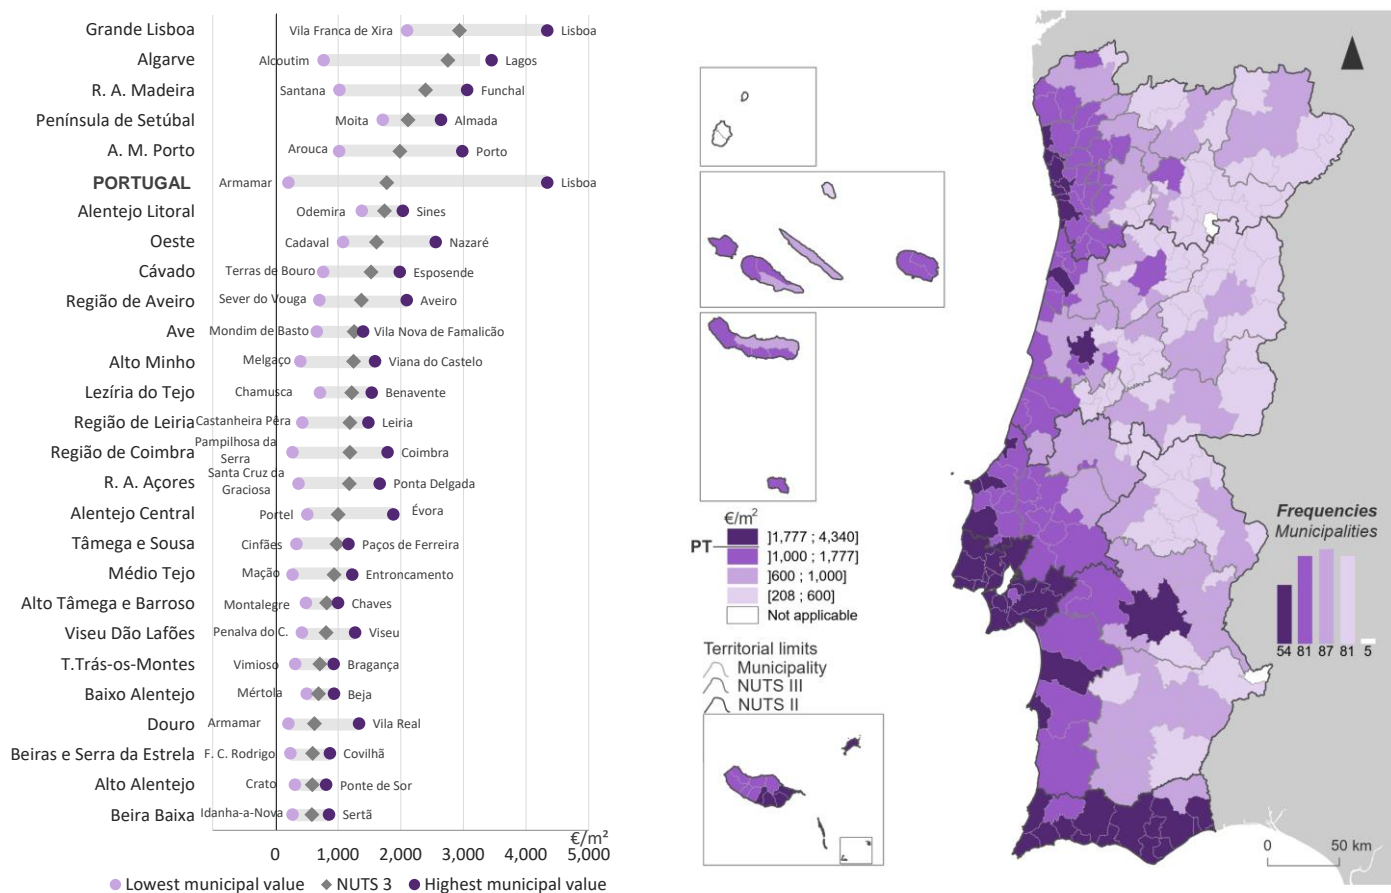 Grande Lisboa Vila Franca de Xira Lisboa
Algarve Alcoutim Lagos
R. A. Madeira Santana Funchal
Península de Setúbal Moita Almada
A. M. Porto Arouca Porto
PORTUGAL Armamar Lisboa
Alentejo Litoral Odemira Sines
Oeste Cadaval Nazaré
Cávado Terras de Bouro Esposende
Região de Aveiro Sever do Vouga Aveiro
Ave Mondim de Basto Vila Nova de Famalicão
Alto Minho Melgaço Viana do Castelo
Lezíria do Tejo Chamusca Benavente
Região de Leiria Castanheira Pêra Leiria
Região de Coimbra Pampilhosa da Serra Coimbra
R. A. Açores Santa Cruz da Graciosa Ponta Delgada
Alentejo Central Portel Évora
Tâmega e Sousa Cinfães Paços de Ferreira
Médio Tejo Mação Entroncamento
Alto Tâmega e Barroso Montalegre Chaves
Viseu Dão Lafões Penalva do C. Viseu
T.Trás-os-Montes Vimioso Bragança
Baixo Alentejo Mértola Beja
Douro Armamar Vila Real
Beiras e Serra da Estrela F. C. Rodrigo Covilhã
Alto Alentejo Crato Ponte de Sor
Beira Baixa Idanha-a-Nova Sertã
€/m²
0 1,000 2,000 3,000 4,000 5,000
Lowest municipal value NUTS 3 Highest municipal value
€/m²
PT
]1,777 ; 4,340]
]1,000 ; 1,777]
]600 ; 1,000]
[208 ; 600]
Not applicable
Territorial limits
Municipality
NUTS III
NUTS II
Frequencies
Municipalities
54 81 87 81 5
0 50 km